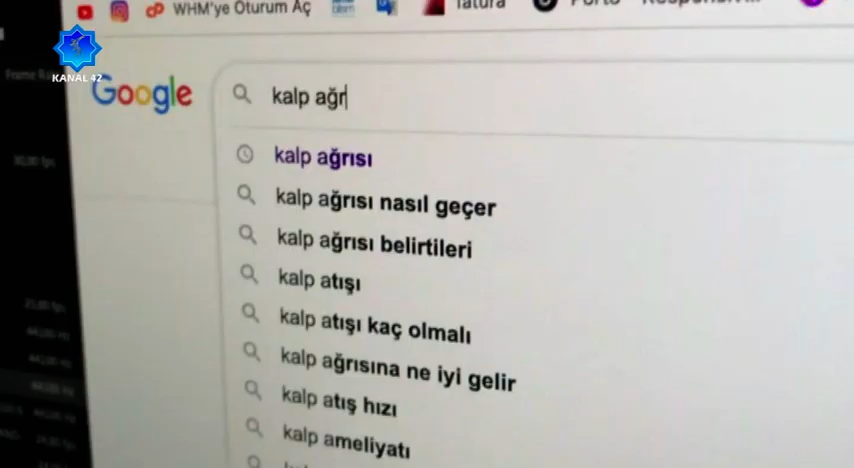 WHM'ye Oturum Aç
fatura
KANAL 42
Google
kalp ağr
kalp ağrısı
kalp ağrısı nasıl geçer
kalp ağrısı belirtileri
kalp atışı
kalp atışı kaç olmalı
kalp ağrısına ne iyi gelir
kalp atış hızı
kalp ameliyatı